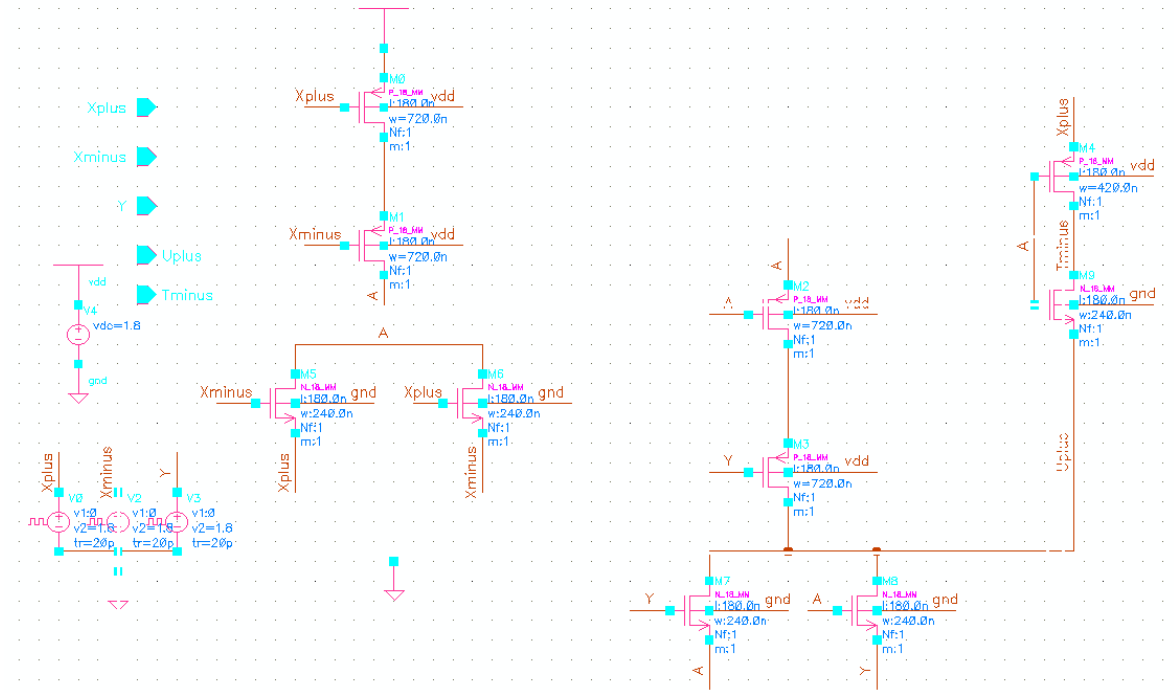 Xplus
Xminus
Y
Uplus
Tminus
vdd
V4
vdc=1.8
gnd
M0
P_18_MM
l:180.0n
w=720.0n
Nf:1
m:1
Xplus
vdd
M1
P_18_MM
l:180.0n
w=720.0n
Nf:1
m:1
Xminus
vdd
A
A
M5
N_18_MM
l:180.0n
w:240.0n
Nf:1
m:1
Xminus
gnd
Xplus
M6
N_18_MM
l:180.0n
w:240.0n
Nf:1
m:1
Xplus
gnd
Xminus
Xplus
V0
v1:0
v2=1.8
tr=20p
Xminus
V2
v1:0
v2=1.8
tr=20p
Y
V3
v1:0
v2=1.8
tr=20p
A
M2
P_18_MM
l:180.0n
w=720.0n
Nf:1
m:1
A
vdd
M3
P_18_MM
l:180.0n
w=720.0n
Nf:1
m:1
Y
vdd
M7
N_18_MM
l:180.0n
w:240.0n
Nf:1
m:1
Y
gnd
A
M8
N_18_MM
l:180.0n
w:240.0n
Nf:1
m:1
A
gnd
Y
Xplus
M4
P_18_MM
l:180.0n
w=420.0n
Nf:1
m:1
vdd
A
Tminus
M9
N_18_MM
l:180.0n
w:240.0n
Nf:1
m:1
gnd
Uplus